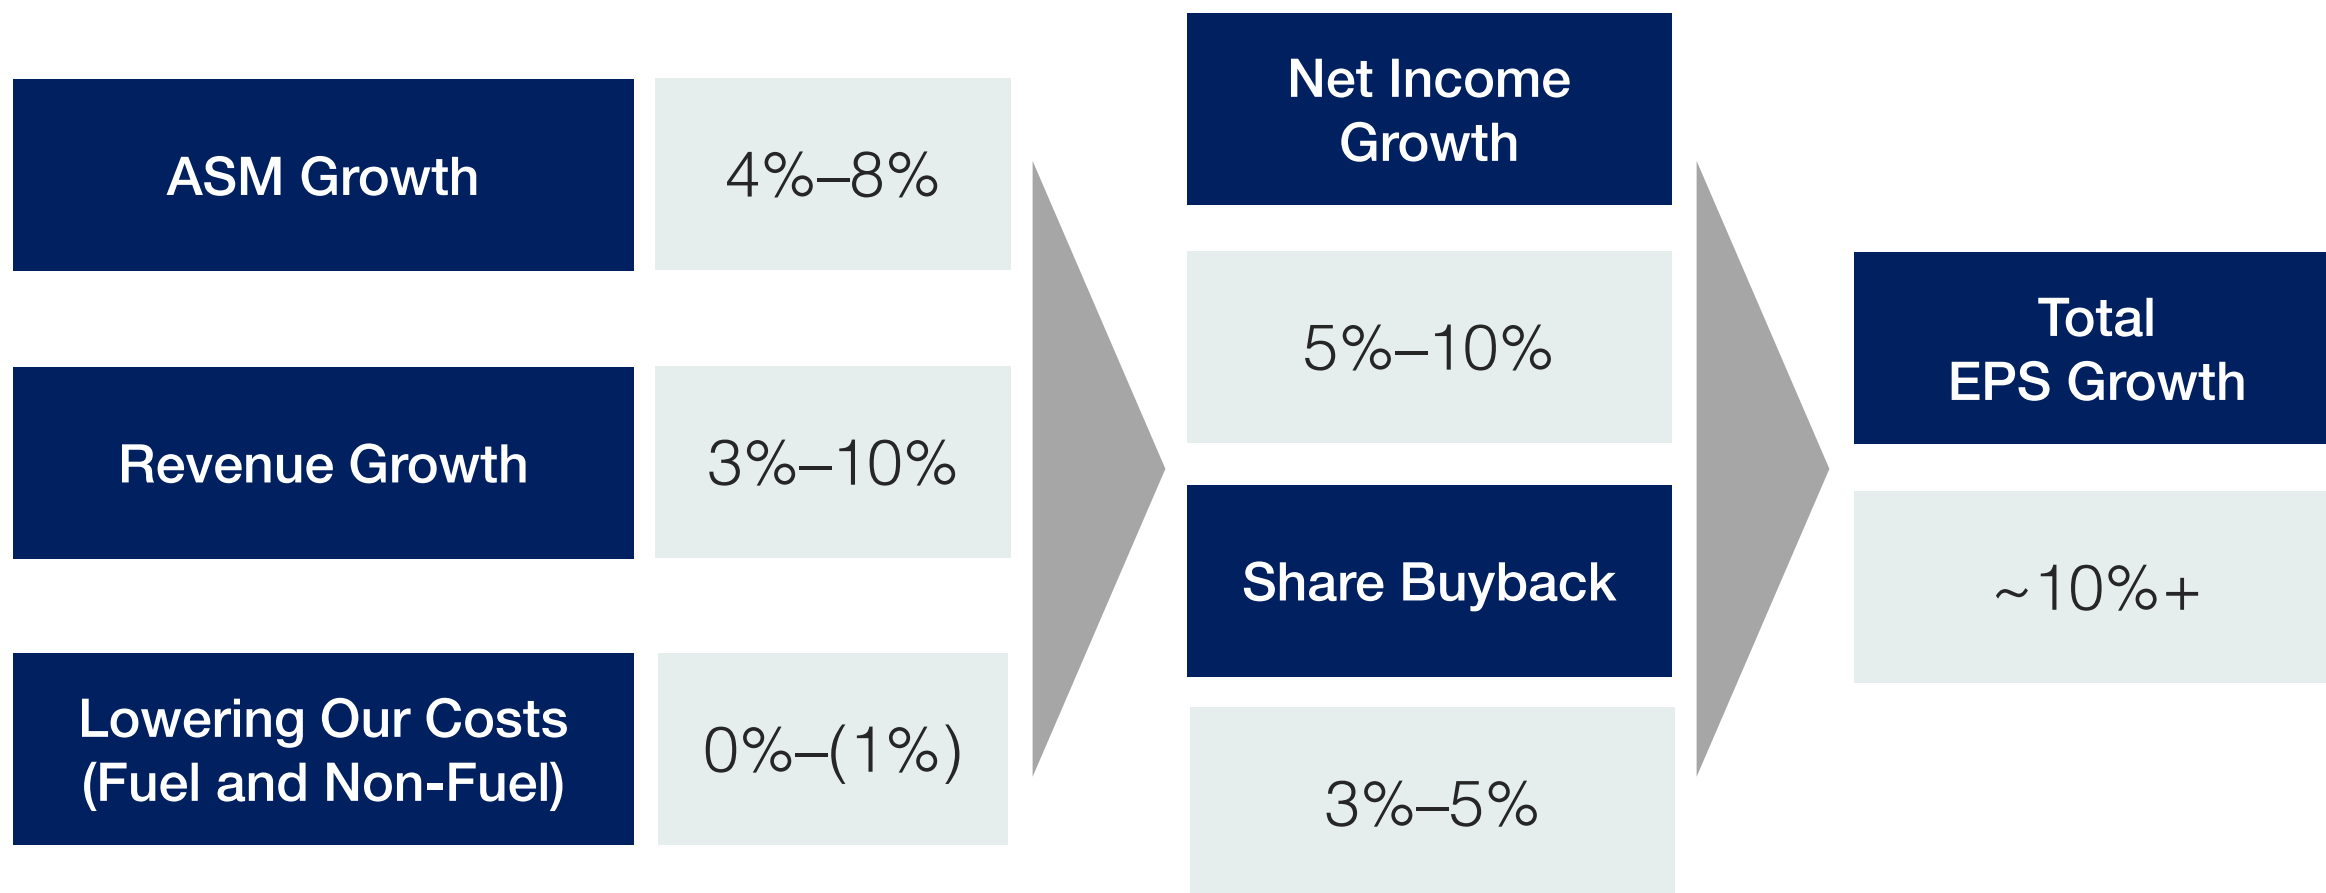 ASM Growth
4%–8%
Revenue Growth
3%–10%
Lowering Our Costs
(Fuel and Non-Fuel)
0%–(1%)
Net Income
Growth
5%–10%
Share Buyback
3%–5%
Total
EPS Growth
~10%+